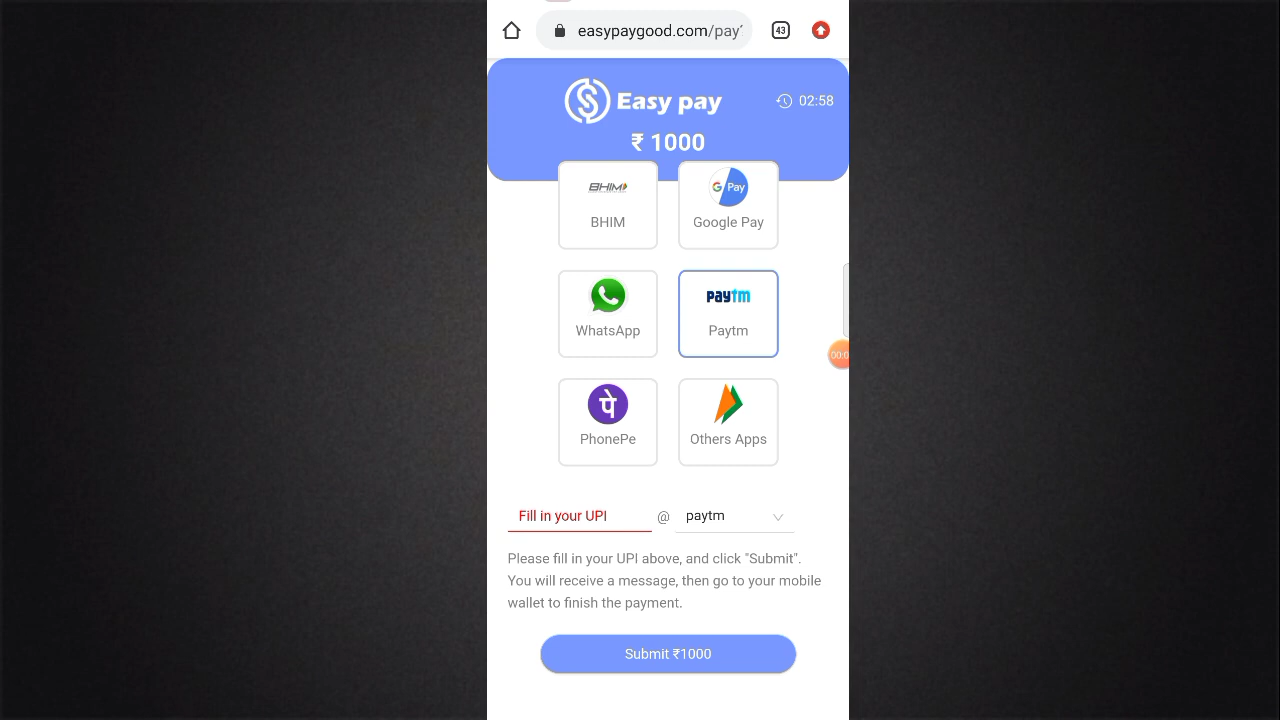 easypaygood.com/pay
43
Easy pay
02:58
₹ 1000
BHIM
BHIM
G Pay
Google Pay
WhatsApp
paytm
Paytm
पे
PhonePe
Others Apps
Fill in your UPI @ paytm
Please fill in your UPI above, and click "Submit".
You will receive a message, then go to your mobile
wallet to finish the payment.
Submit ₹1000